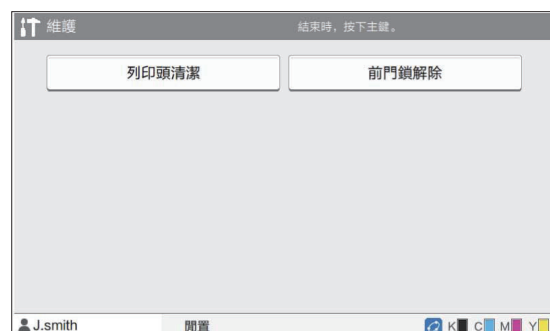 維護
結束時，按下主鍵。
列印頭清潔
前門鎖解除
J.smith
閒置
K C M Y